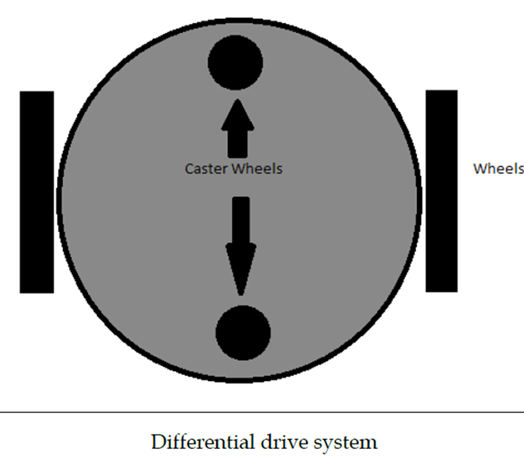 Caster Wheels
Wheels
Differential drive system